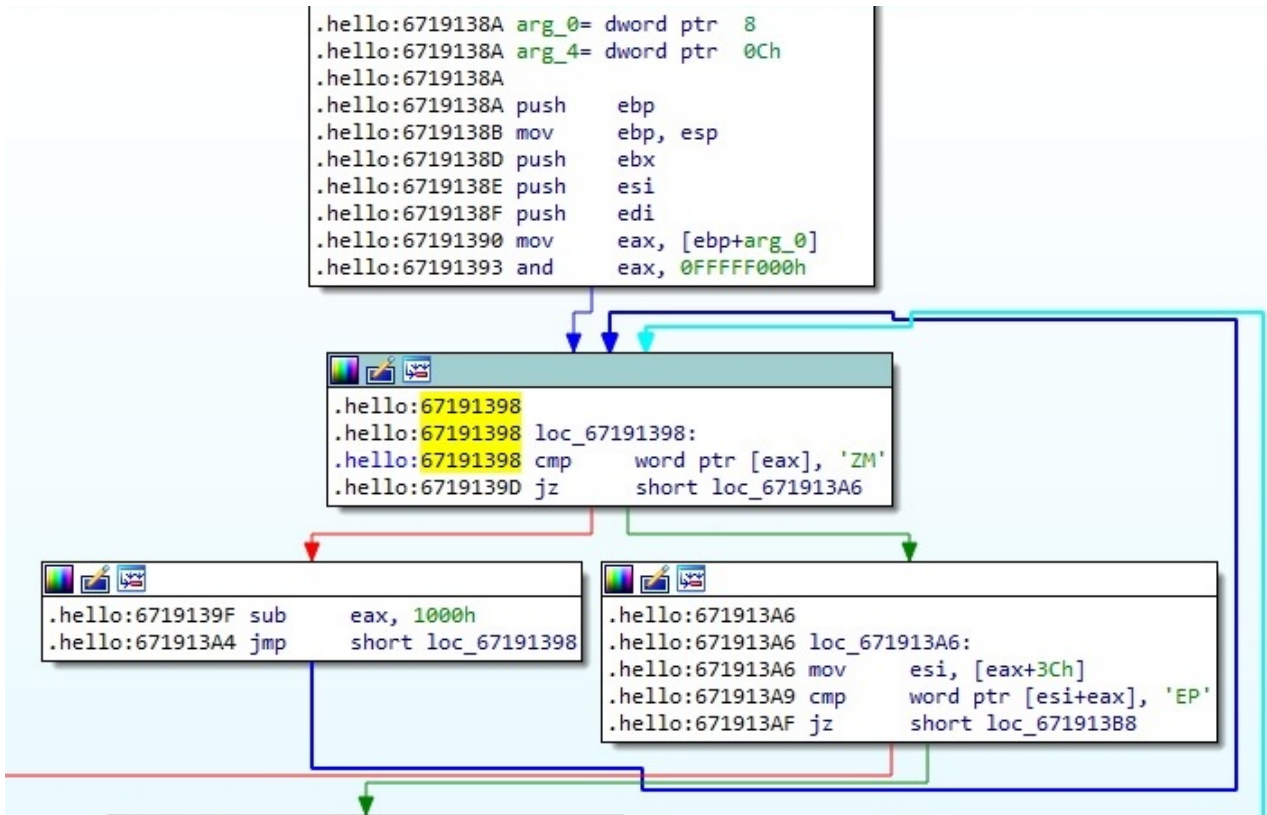 .hello:6719138A arg_0= dword ptr  8
.hello:6719138A arg_4= dword ptr  0Ch
.hello:6719138A
.hello:6719138A push    ebp
.hello:6719138B mov     ebp, esp
.hello:6719138D push    ebx
.hello:6719138E push    esi
.hello:6719138F push    edi
.hello:67191390 mov     eax, [ebp+arg_0]
.hello:67191393 and     eax, 0FFFFF000h
.hello:67191398
.hello:67191398 loc_67191398:
.hello:67191398 cmp     word ptr [eax], 'ZM'
.hello:6719139D jz      short loc_671913A6
.hello:6719139F sub     eax, 1000h
.hello:671913A4 jmp     short loc_67191398
.hello:671913A6
.hello:671913A6 loc_671913A6:
.hello:671913A6 mov     esi, [eax+3Ch]
.hello:671913A9 cmp     word ptr [esi+eax], 'EP'
.hello:671913AF jz      short loc_671913B8